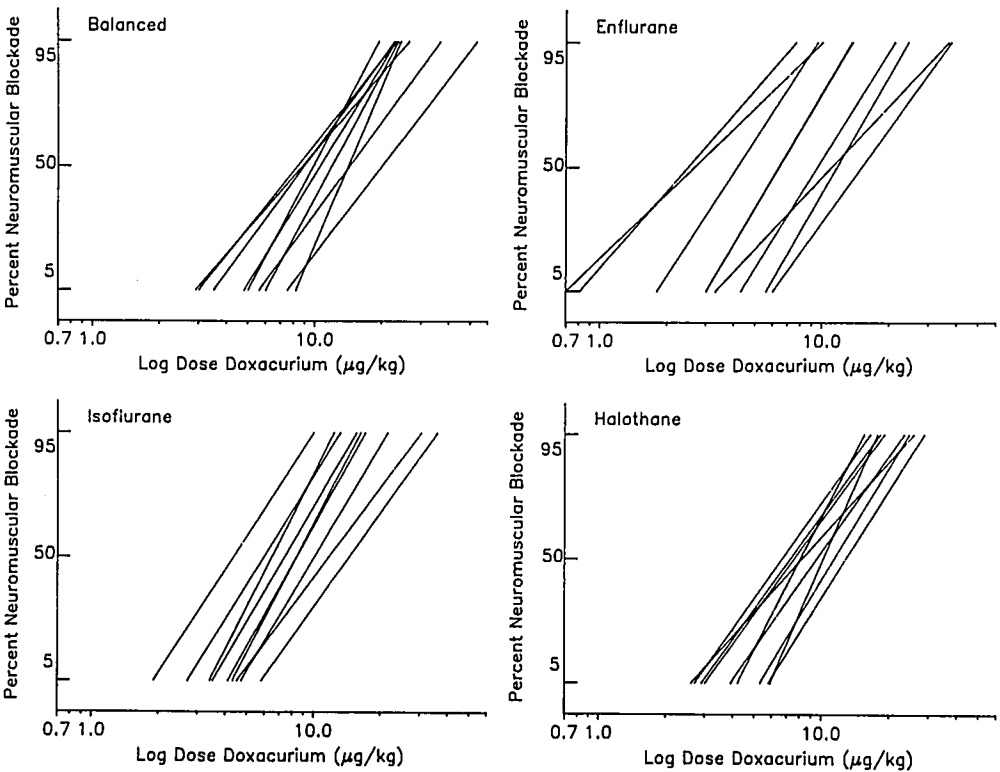 Balanced
Percent Neuromuscular Blockade
95
50
5
0.7 1.0 10.0
Log Dose Doxacurium (μg/kg)
Enflurane
Percent Neuromuscular Blockade
95
50
5
0.7 1.0 10.0
Log Dose Doxacurium (μg/kg)
Isoflurane
Percent Neuromuscular Blockade
95
50
5
0.7 1.0 10.0
Log Dose Doxacurium (μg/kg)
Halothane
Percent Neuromuscular Blockade
95
50
5
0.7 1.0 10.0
Log Dose Doxacurium (μg/kg)